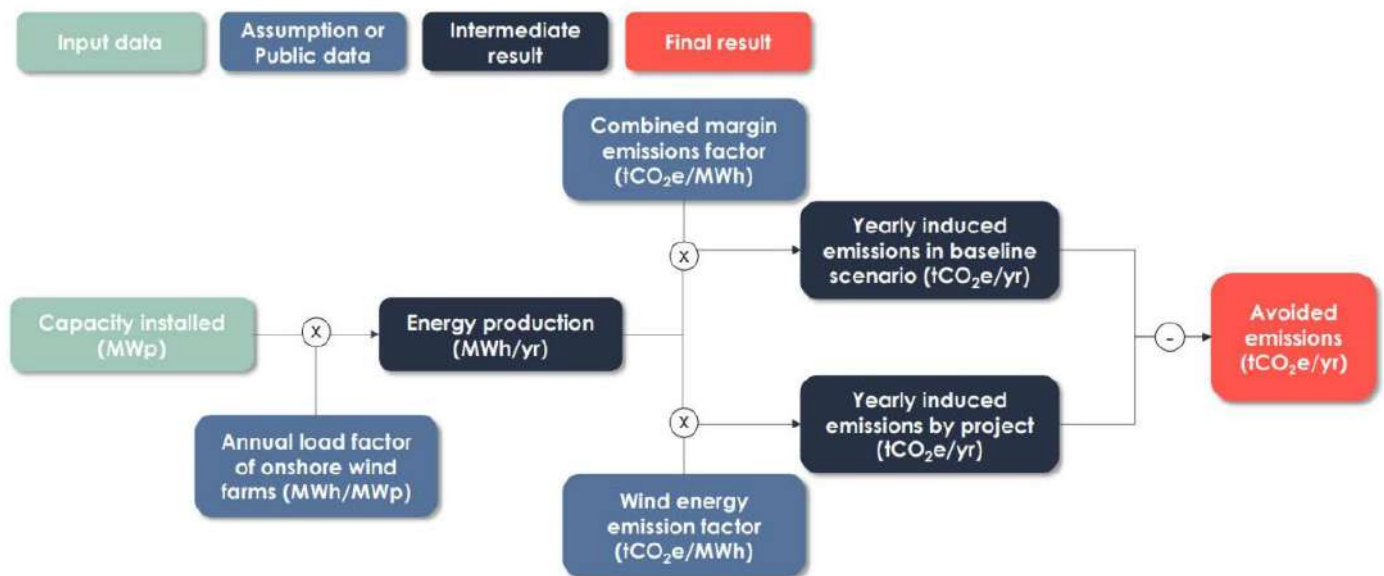 Input data
Assumption or
Public data
Intermediate
result
Final result
Combined margin
emissions factor
(tCO₂e/MWh)
Yearly induced
emissions in baseline
scenario (tCO₂e/yr)
X
Capacity installed
(MWp)
X
Energy production
(MWh/yr)
Avoided
emissions
(tCO₂e/yr)
-
Annual load factor
of onshore wind
farms (MWh/MWp)
X
Yearly induced
emissions by project
(tCO₂e/yr)
Wind energy
emission factor
(tCO₂e/MWh)